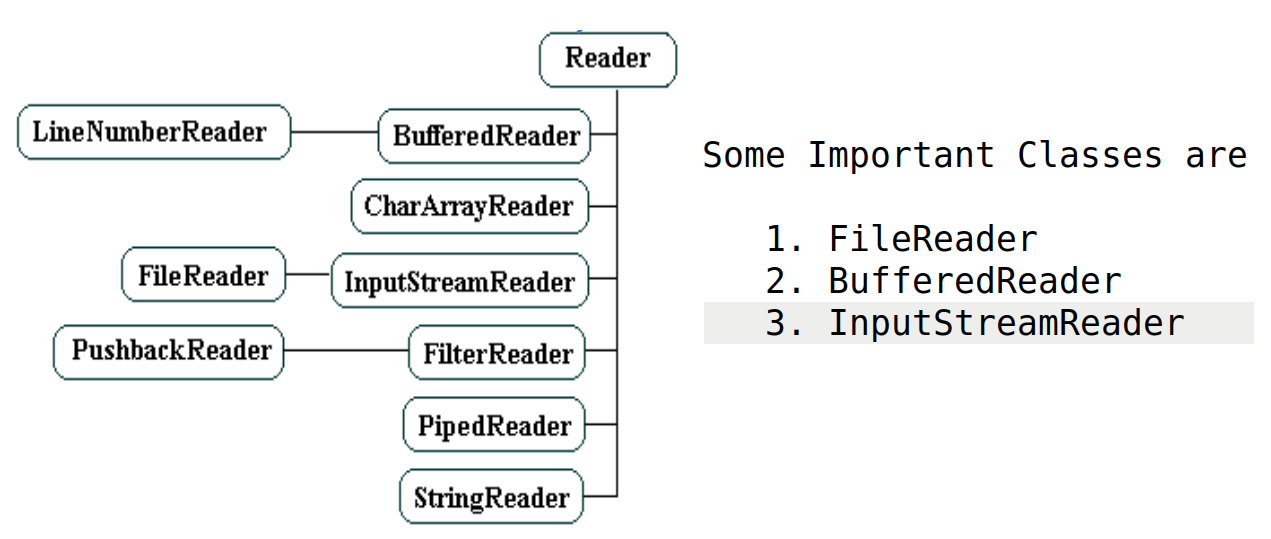 Reader
LineNumberReader
BufferedReader
CharArrayReader
FileReader
InputStreamReader
PushbackReader
FilterReader
PipedReader
StringReader
Some Important Classes are
1. FileReader
2. BufferedReader
3. InputStreamReader